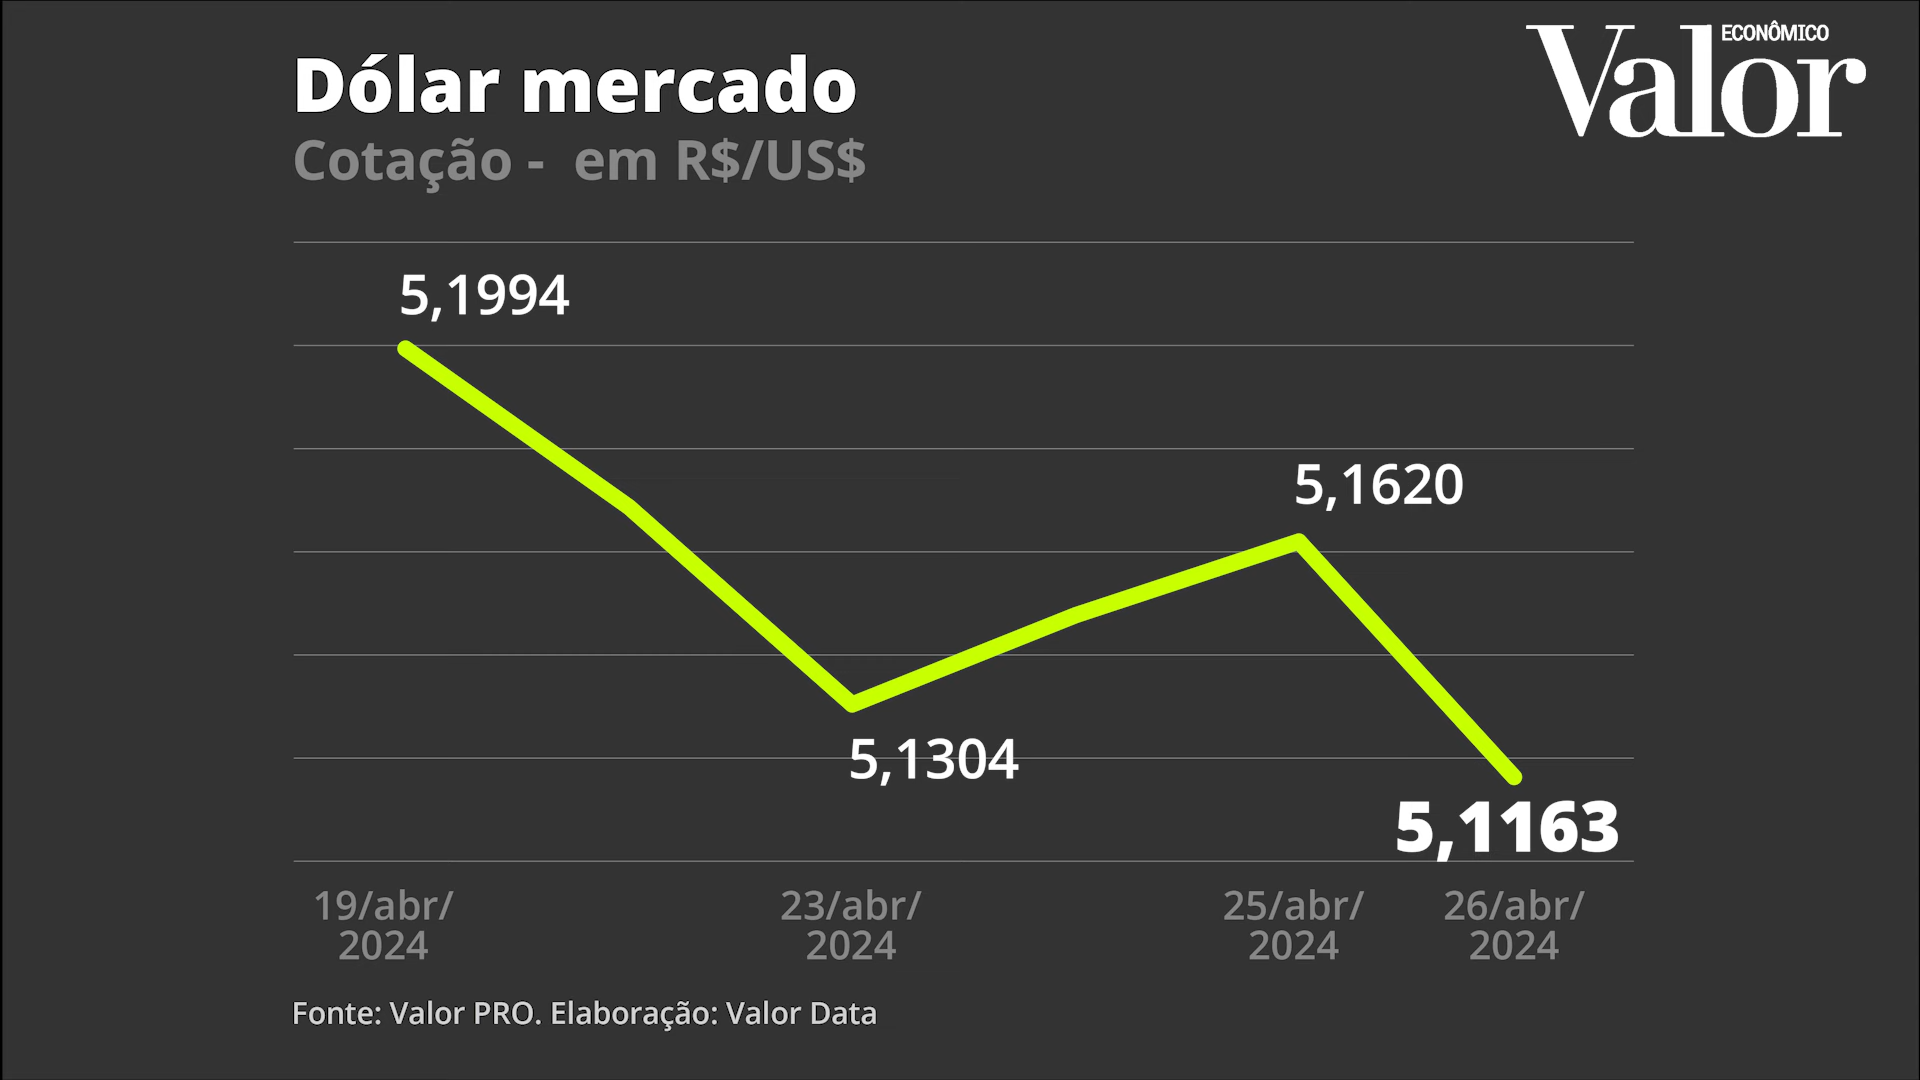 Dólar mercado
ECONÔMICO
Valor
Cotação - em R$/US$
5,1994
5,1620
5,1304
5,1163
19/abr/
2024
23/abr/
2024
25/abr/
2024
26/abr/
2024
Fonte: Valor PRO. Elaboração: Valor Data